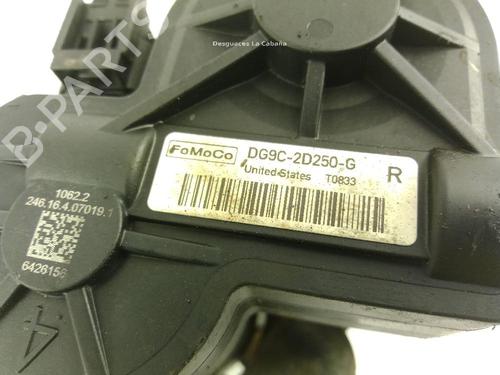 Desguaces La Cabaña
B-PARTS
FoMoCo DG9C-2D250-G
United States T0833 R
1062.2
246.16.4.07019.1
6426156
4